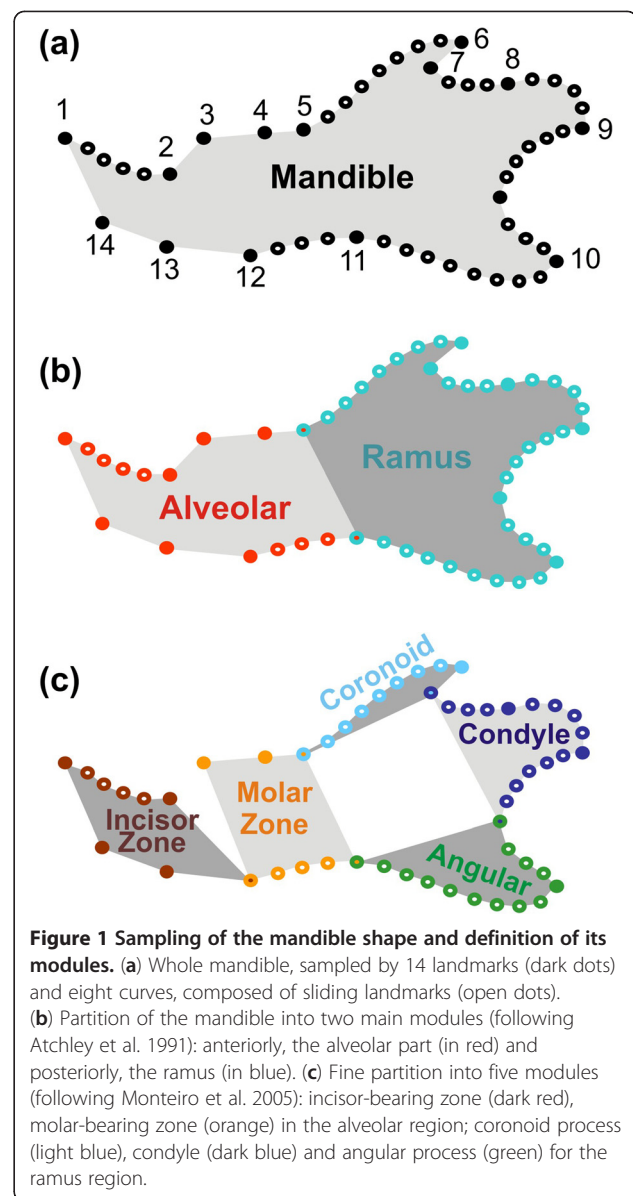 (a)
6
7
8
1
3
4
5
9
2
Mandible
14
13
12
11
10
(b)
Ramus
Alveolar
(c)
Coronoid
Condyle
Molar
Zone
Incisor
Zone
Angular
Figure 1 Sampling of the mandible shape and definition of its
modules. (a) Whole mandible, sampled by 14 landmarks (dark dots)
and eight curves, composed of sliding landmarks (open dots).
(b) Partition of the mandible into two main modules (following
Atchley et al. 1991): anteriorly, the alveolar part (in red) and
posteriorly, the ramus (in blue). (c) Fine partition into five modules
(following Monteiro et al. 2005): incisor-bearing zone (dark red),
molar-bearing zone (orange) in the alveolar region; coronoid process
(light blue), condyle (dark blue) and angular process (green) for the
ramus region.